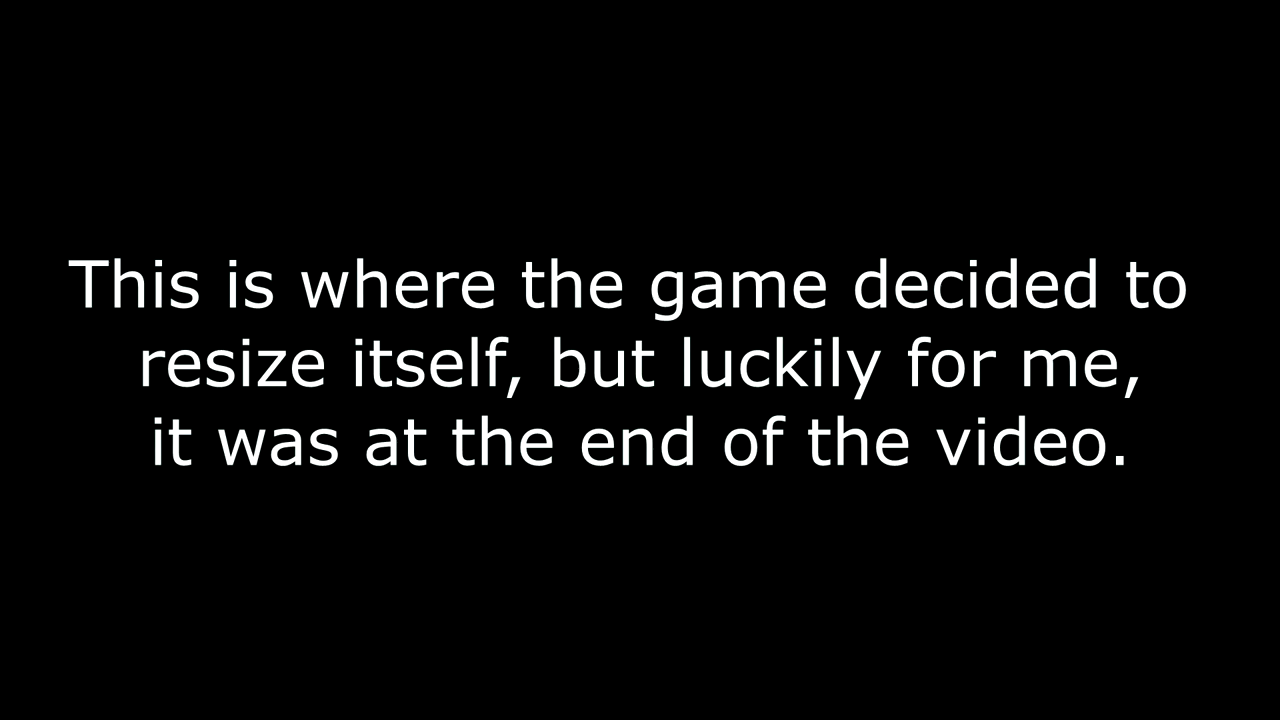 This is where the game decided to
resize itself, but luckily for me,
it was at the end of the video.